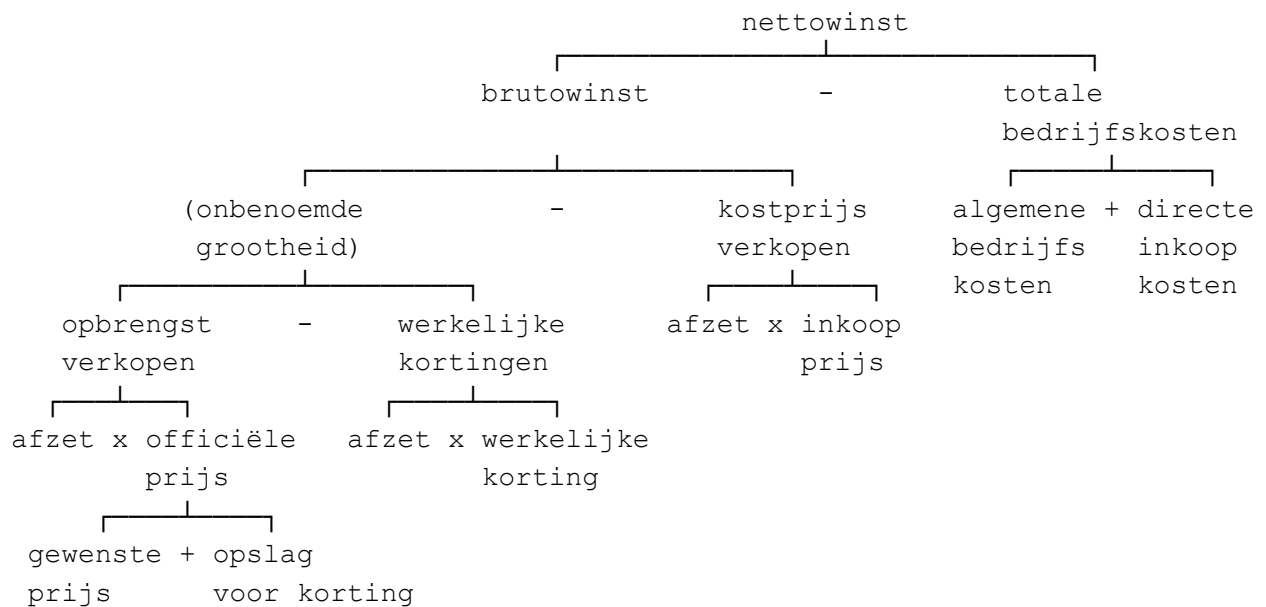 nettowinst
brutowinst - totale
bedrijfskosten
(onbenoemde - kostprijs algemene + directe
grootheid) verkopen bedrijfs inkoop
kosten kosten
opbrengst - werkelijke afzet x inkoop
verkopen kortingen prijs
afzet x officiële afzet x werkelijke
prijs korting
gewenste + opslag
prijs voor korting